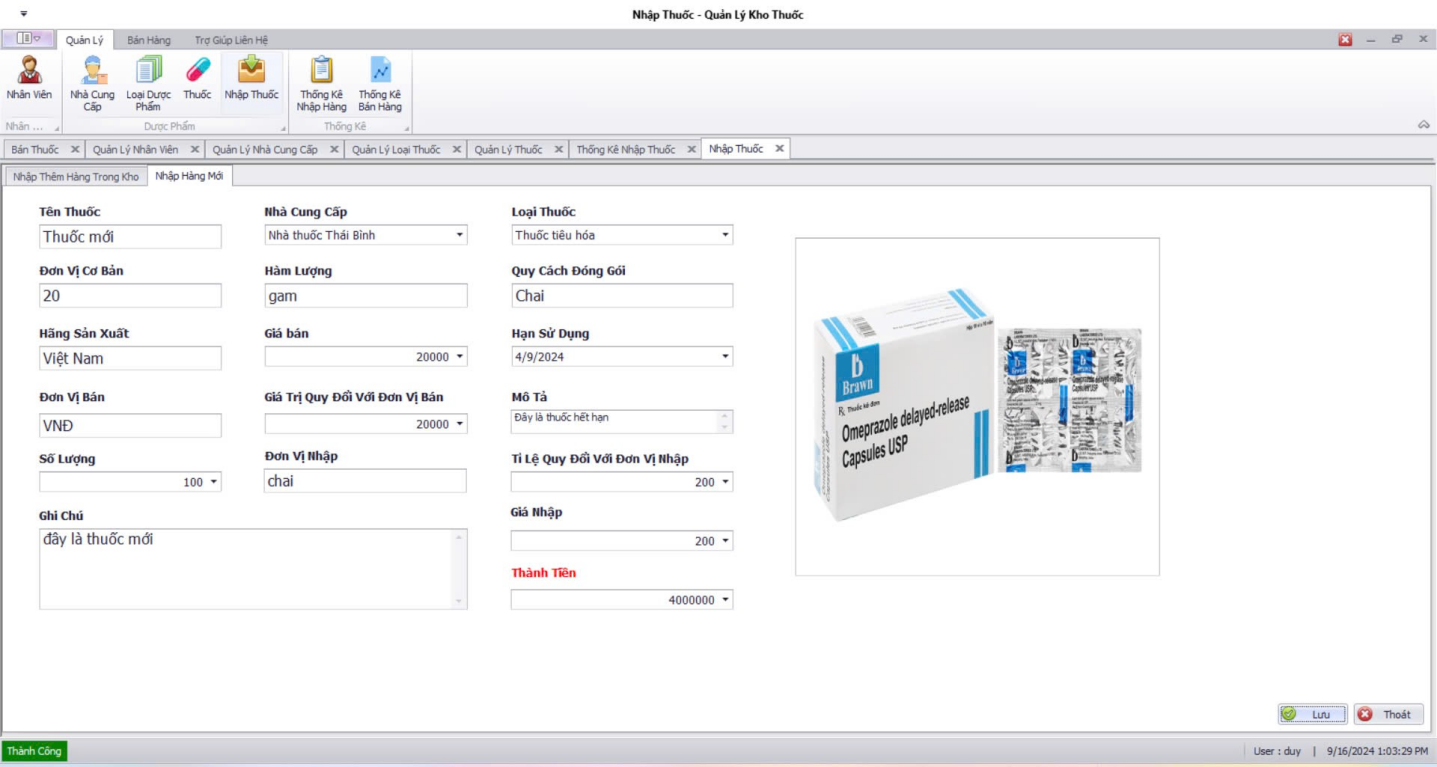 Nhập Thuốc - Quản Lý Kho Thuốc
Quản Lý Bán Hàng Trợ Giúp Liên Hệ
Nhân Viên
Nhà Cung Cấp
Loại Dược Phẩm
Thuốc
Nhập Thuốc
Thống Kê Nhập Hàng
Thống Kê Bán Hàng
Nhân ... Dược Phẩm Thống Kê
Bán Thuốc Quản Lý Nhân Viên Quản Lý Nhà Cung Cấp Quản Lý Loại Thuốc Quản Lý Thuốc Thống Kê Nhập Thuốc Nhập Thuốc
Nhập Thêm Hàng Trong Kho Nhập Hàng Mới
Tên Thuốc Nhà Cung Cấp Loại Thuốc
Thuốc mới Nhà thuốc Thái Bình Thuốc tiêu hóa
Đơn Vị Cơ Bản Hàm Lượng Quy Cách Đóng Gói
20 gam Chai
Hãng Sản Xuất Giá bán Hạn Sử Dụng
Việt Nam 20000 4/9/2024
Đơn Vị Bán Giá Trị Quy Đổi Với Đơn Vị Bán Mô Tả
VNĐ 20000 Đây là thuốc hết hạn
Số Lượng Đơn Vị Nhập Tỉ Lệ Quy Đổi Với Đơn Vị Nhập
100 chai 200
Ghi Chú Giá Nhập
đây là thuốc mới 200
Thành Tiền
4000000
Brawn
Rx Thuốc kê đơn
Omeprazole delayed-release
Capsules USP
Lưu Thoát
Thành Công User : duy | 9/16/2024 1:03:29 PM